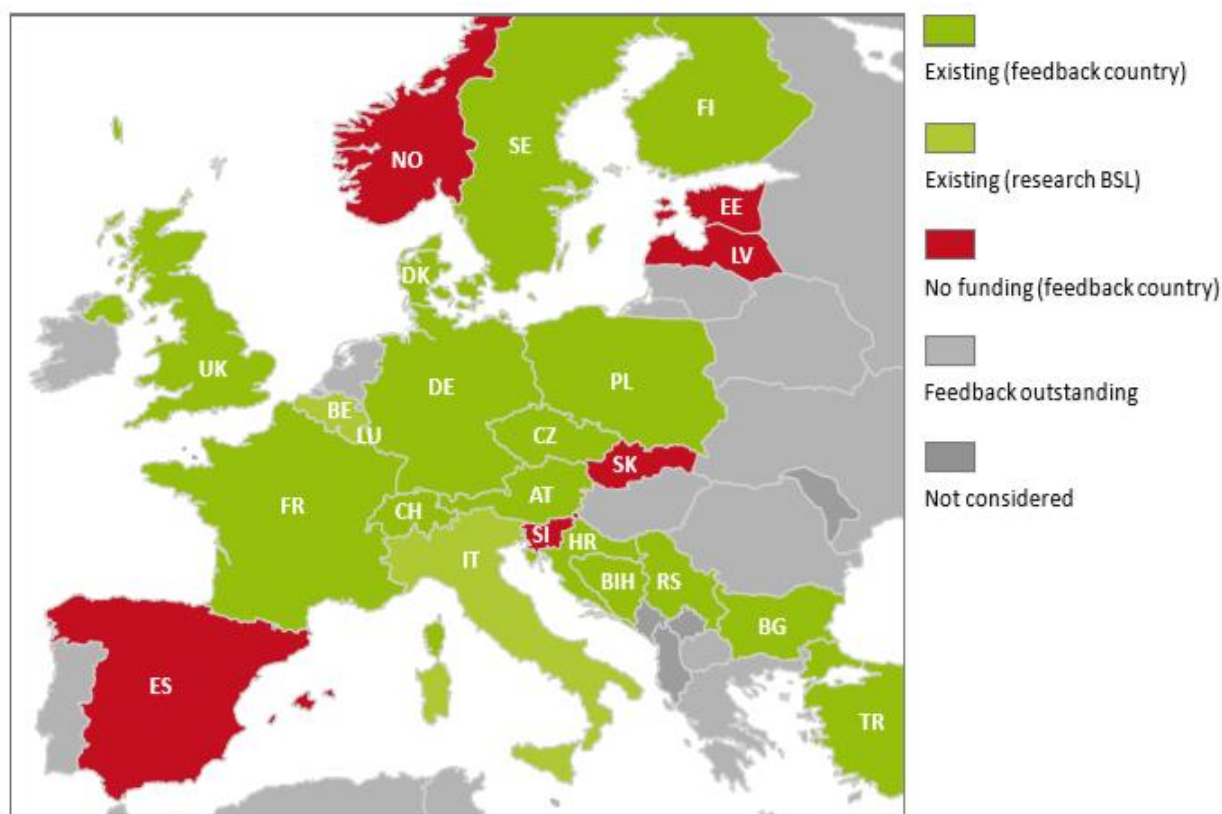 NO
SE
FI
EE
LV
DK
UK
DE
PL
BE
LU
CZ
SK
FR
CH
AT
SI
HR
IT
BIH
RS
BG
ES
TR
Existing (feedback country)
Existing (research BSL)
No funding (feedback country)
Feedback outstanding
Not considered